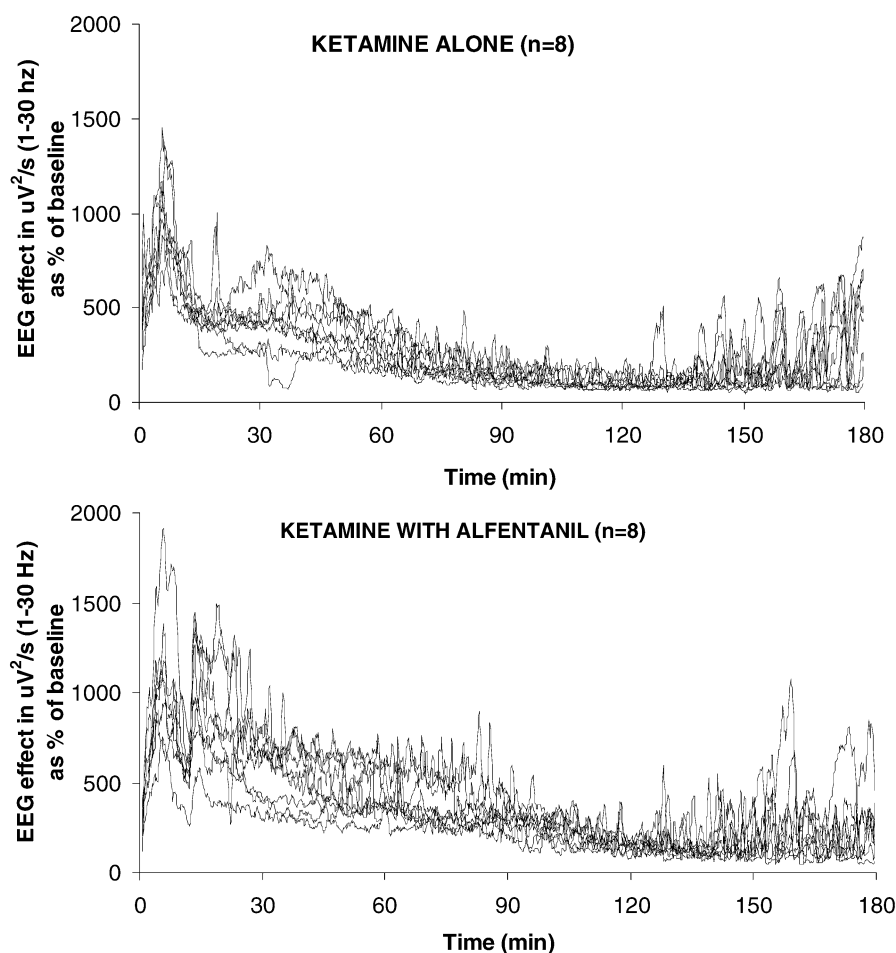 KETAMINE ALONE (n=8)
EEG effect in uV²/s (1-30 hz)
as % of baseline
2000
1500
1000
500
0
0 30 60 90 120 150 180
Time (min)
KETAMINE WITH ALFENTANIL (n=8)
EEG effect in uV²/s (1-30 Hz)
as % of baseline
2000
1500
1000
500
0
0 30 60 90 120 150 180
Time (min)